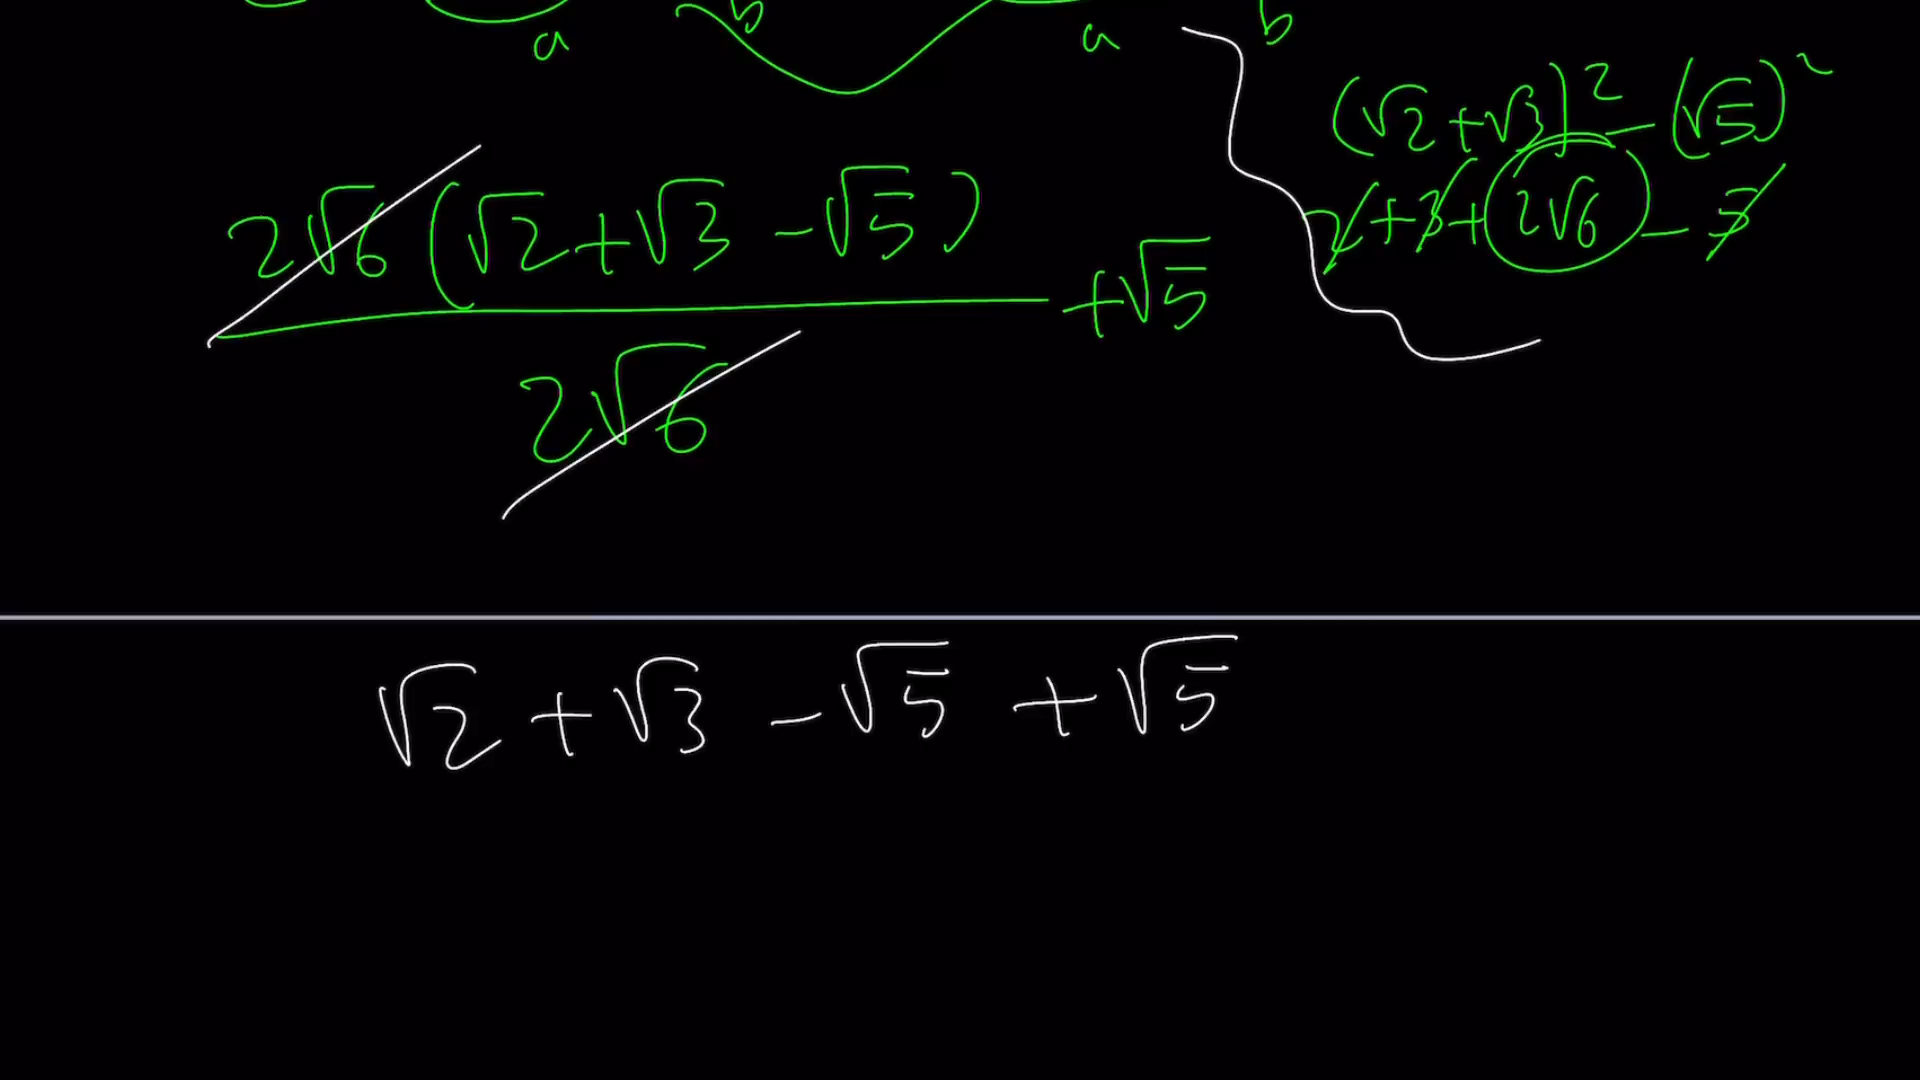 a b a b
(√2+√3)² - (√5)²
2+3+2√6 - 5
2√6(√2+√3-√5)
+√5
2√6
√2+√3-√5+√5